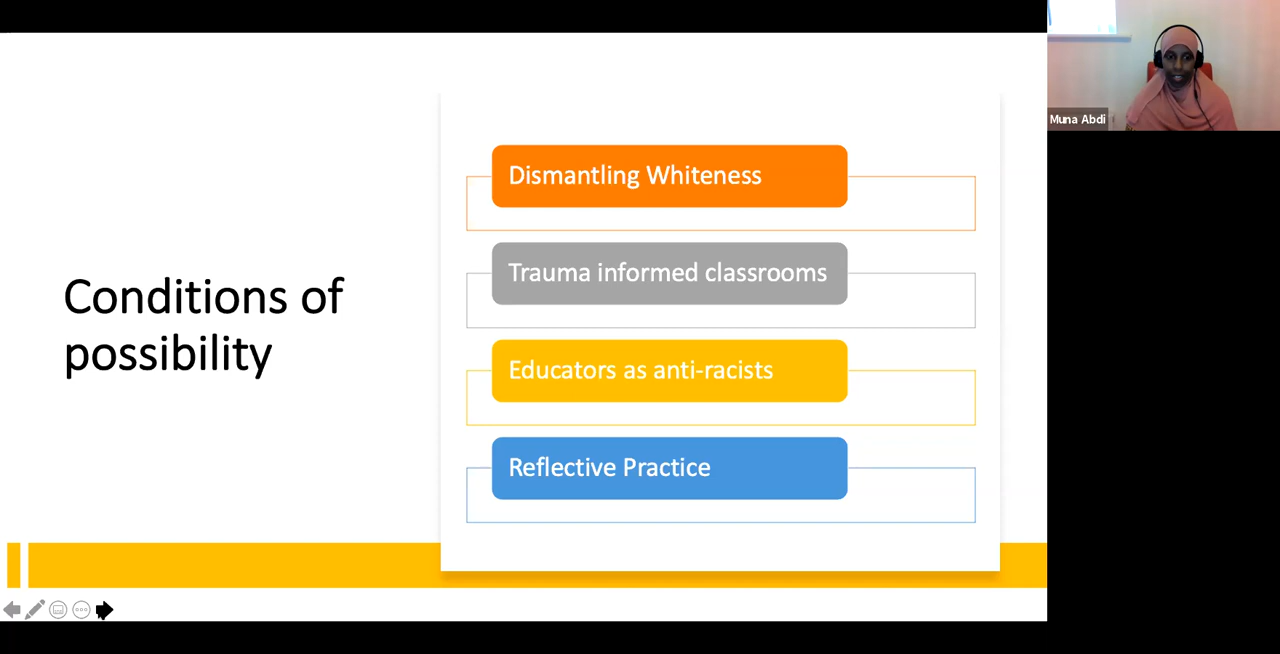 Conditions of
possibility
Dismantling Whiteness
Trauma informed classrooms
Educators as anti-racists
Reflective Practice
Muna Abdi